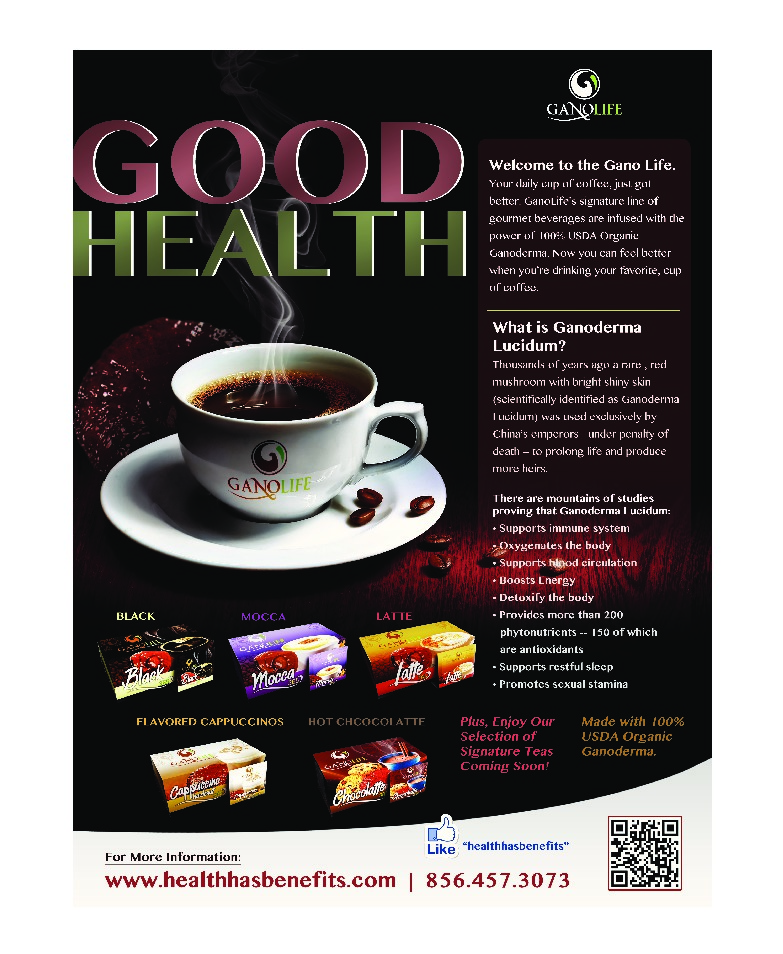 GANOLIFE
GOOD
HEALTH
Welcome to the Gano Life.
Your daily cup of coffee, just got
better. GanoLife's signature line of
gourmet beverages are infused with the
power of 100% USDA Organic
Ganoderma. Now you can feel better
when you're drinking your favorite, cup
of coffee.
What is Ganoderma
Lucidum?
Thousands of years ago a rare , red
mushroom with bright shiny skin
(scientifically identified as Ganoderma
Lucidum) was used exclusively by
China's emperors - under penalty of
death – to prolong life and produce
more heirs.
GANOLIFE
There are mountains of studies
proving that Ganoderma Lucidum:
• Supports immune system
• Oxygenates the body
• Supports blood circulation
• Boosts Energy
• Detoxify the body
• Provides more than 200
phytonutrients -- 150 of which
are antioxidants
• Supports restful sleep
• Promotes sexual stamina
BLACK
MOCCA
LATTE
Black
Mocca
Latte
FLAVORED CAPPUCCINOS
HOT CHCOCOLATTE
Cappuccino
Chocolatte
Plus, Enjoy Our
Selection of
Signature Teas
Coming Soon!
Made with 100%
USDA Organic
Ganoderma.
Like
"healthhasbenefits"
For More Information:
www.healthhasbenefits.com | 856.457.3073